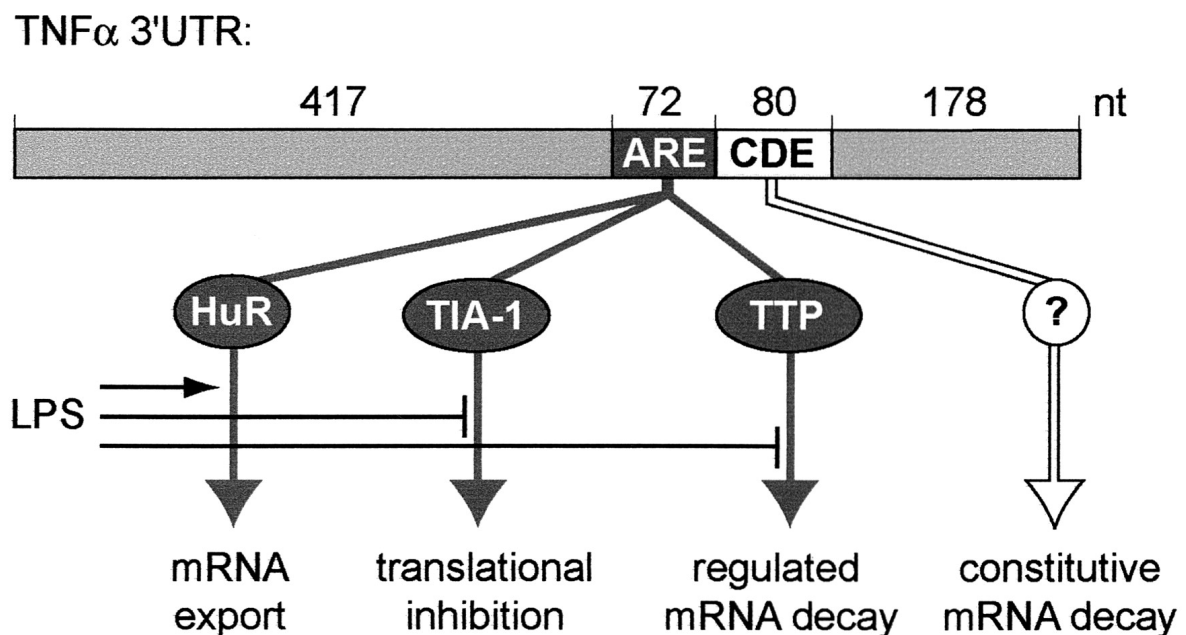 TNFα 3'UTR:
417 72 80 178 nt
ARE CDE
HuR TIA-1 TTP ?
LPS
mRNA export
translational inhibition
regulated mRNA decay
constitutive mRNA decay